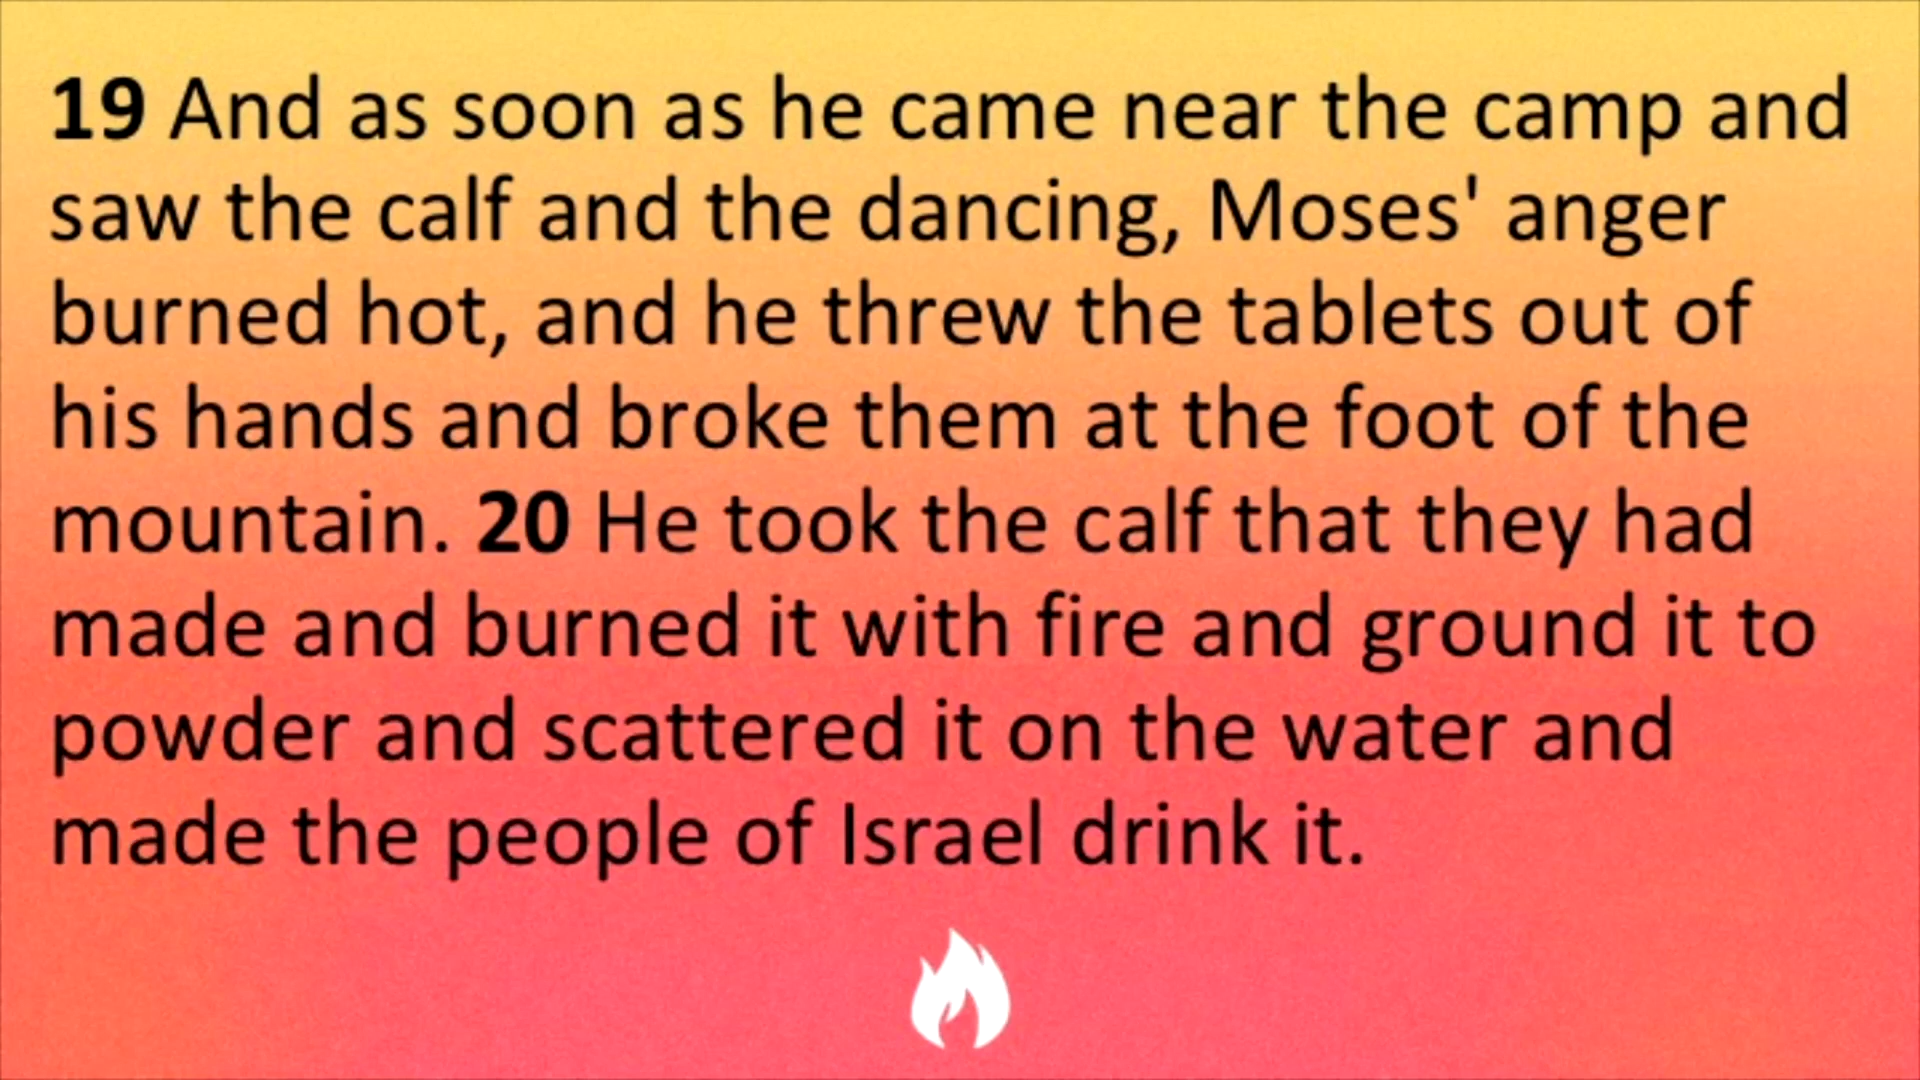 19 And as soon as he came near the camp and
saw the calf and the dancing, Moses' anger
burned hot, and he threw the tablets out of
his hands and broke them at the foot of the
mountain. 20 He took the calf that they had
made and burned it with fire and ground it to
powder and scattered it on the water and
made the people of Israel drink it.